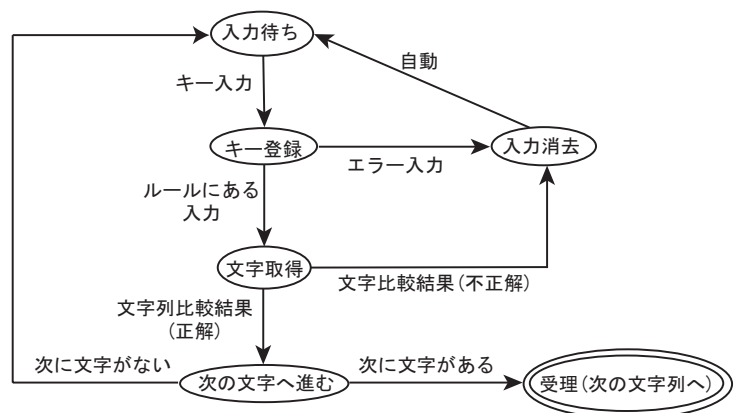 入力待ち
自動
キー入力
キー登録
エラー入力
入力消去
ルールにある
入力
文字取得
文字比較結果(不正解)
文字列比較結果
(正解)
次に文字がない
次の文字へ進む
次に文字がある
受理(次の文字列へ)